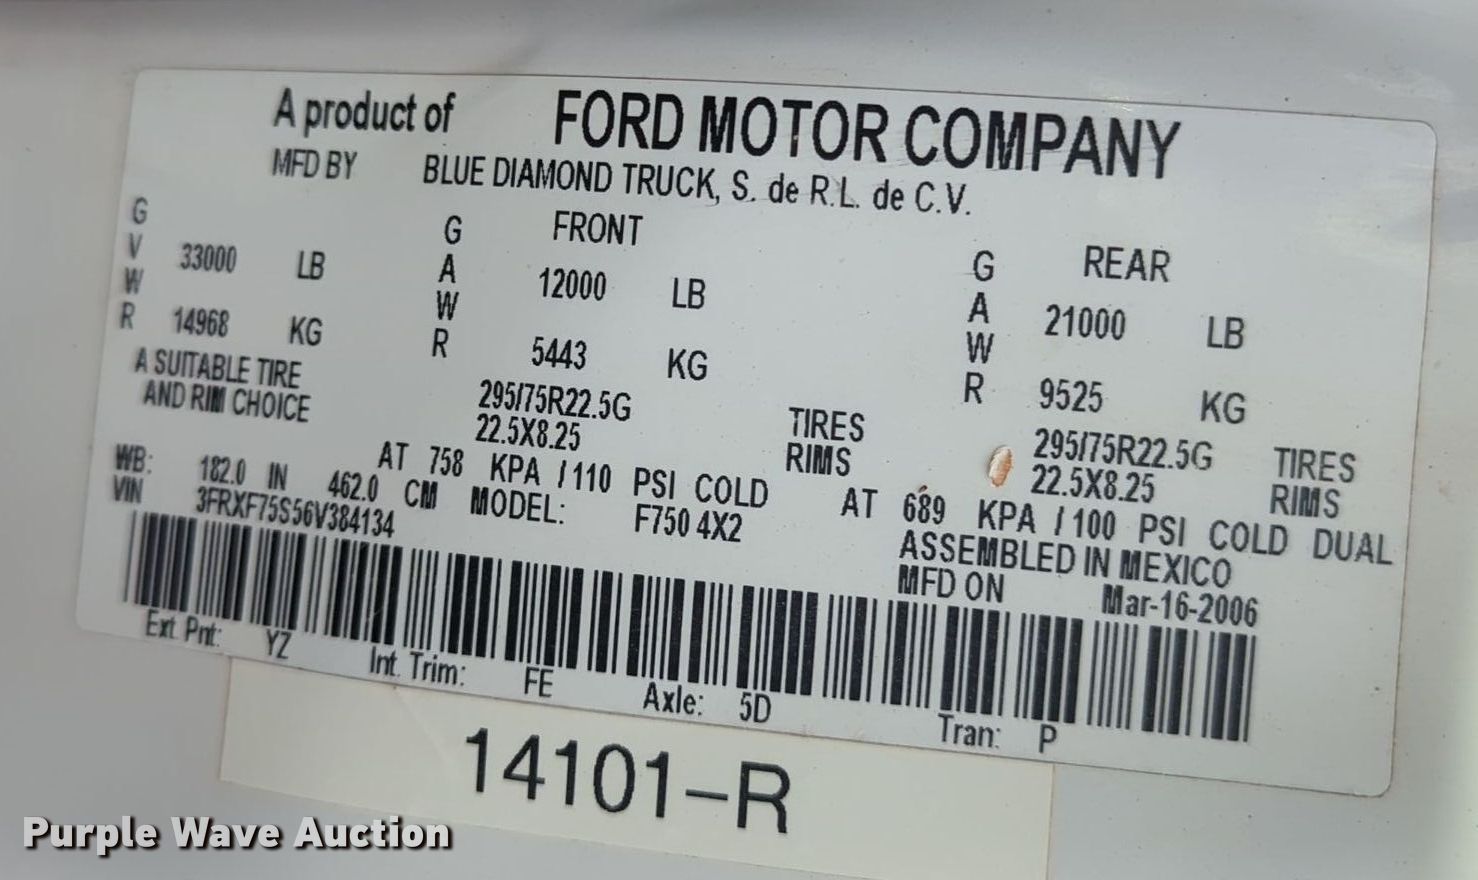 A product of FORD MOTOR COMPANY
MFD BY BLUE DIAMOND TRUCK, S. de R.L. de C.V.
GVWR 33000 LB
14968 KG
FRONT
GAWR 12000 LB
5443 KG
REAR
GAWR 21000 LB
9525 KG
A SUITABLE TIRE
AND RIM CHOICE
295/75R22.5G TIRES
22.5X8.25 RIMS
AT 758 KPA / 110 PSI COLD
295/75R22.5G TIRES
22.5X8.25 RIMS
AT 689 KPA / 100 PSI COLD DUAL
WB: 182.0 IN 462.0 CM MODEL: F750 4X2
VIN 3FRXF75S56V384134
ASSEMBLED IN MEXICO
MFD ON Mar-16-2006
Ext. Pnt: YZ Int. Trim: FE Axle: 5D Tran: P
14101-R
Purple Wave Auction